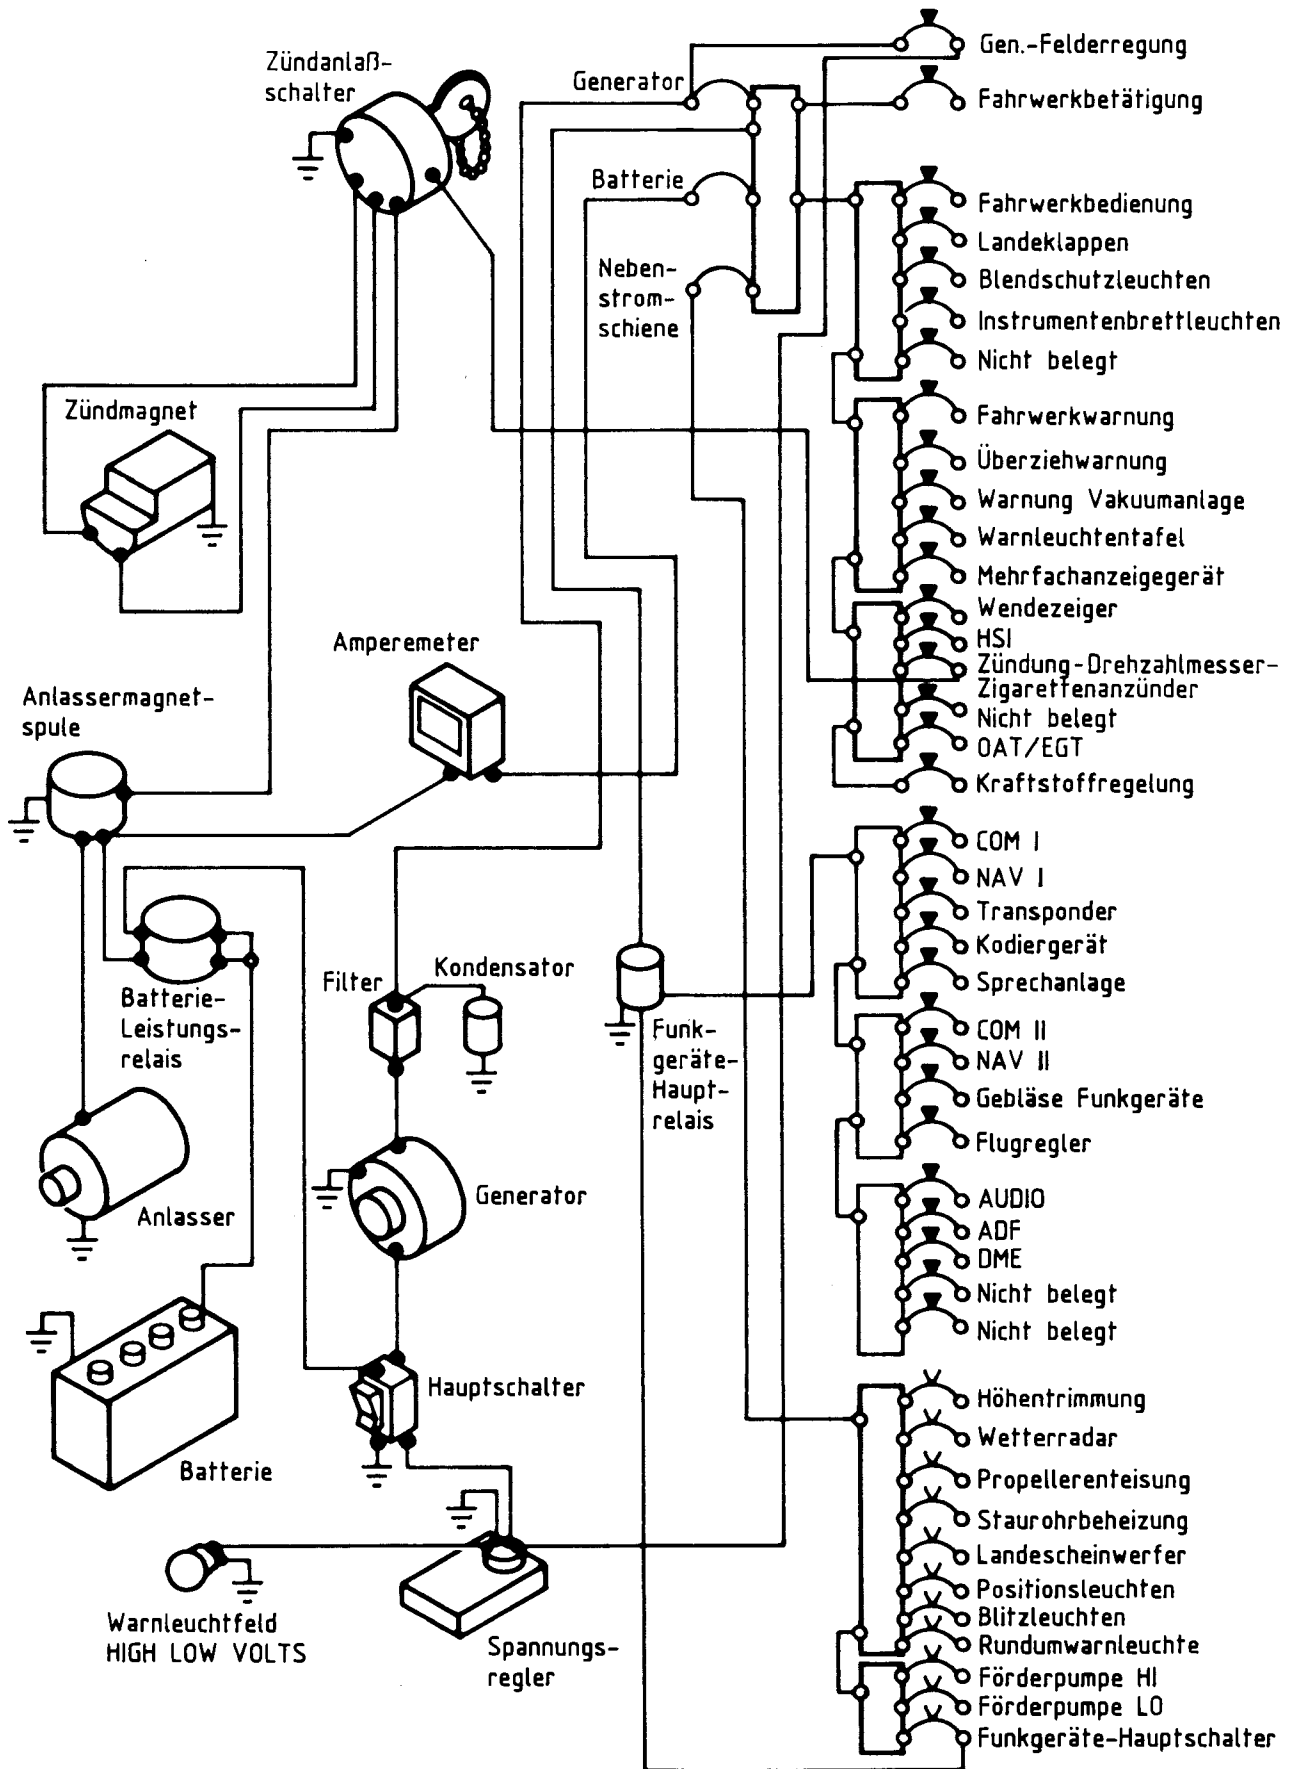 Zündanlaß-
schalter
Generator
Batterie
Neben-
strom-
schiene
Zündmagnet
Amperemeter
Anlassermagnet-
spule
Filter
Kondensator
Batterie-
Leistungs-
relais
Funk-
geräte-
Haupt-
relais
Anlasser
Generator
Hauptschalter
Batterie
Warnleuchtfeld
HIGH LOW VOLTS
Spannungs-
regler
Gen.-Felderregung
Fahrwerkbetätigung
Fahrwerkbedienung
Landeklappen
Blendschutzleuchten
Instrumentenbrettleuchten
Nicht belegt
Fahrwerkwarnung
Überziehwarnung
Warnung Vakuumanlage
Warnleuchtentafel
Mehrfachanzeigegerät
Wendezeiger
HSI
Zündung-Drehzahlmesser-
Zigarettenanzünder
Nicht belegt
OAT/EGT
Kraftstoffregelung
COM I
NAV I
Transponder
Kodiergerät
Sprechanlage
COM II
NAV II
Gebläse Funkgeräte
Flugregler
AUDIO
ADF
DME
Nicht belegt
Nicht belegt
Höhentrimmung
Wetterradar
Propellerenteisung
Staurohrbeheizung
Landescheinwerfer
Positionsleuchten
Blitzleuchten
Rundumwarnleuchte
Förderpumpe HI
Förderpumpe LO
Funkgeräte-Hauptschalter